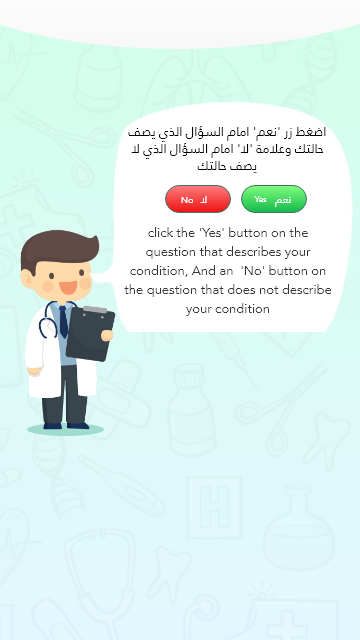 اضغط زر 'نعم' امام السؤال الذي يصف
حالتك وعلامة 'لا' امام السؤال الذي لا
يصف حالتك
No لا Yes نعم
click the 'Yes' button on the
question that describes your
condition, And an 'No' button on
the question that does not describe
your condition